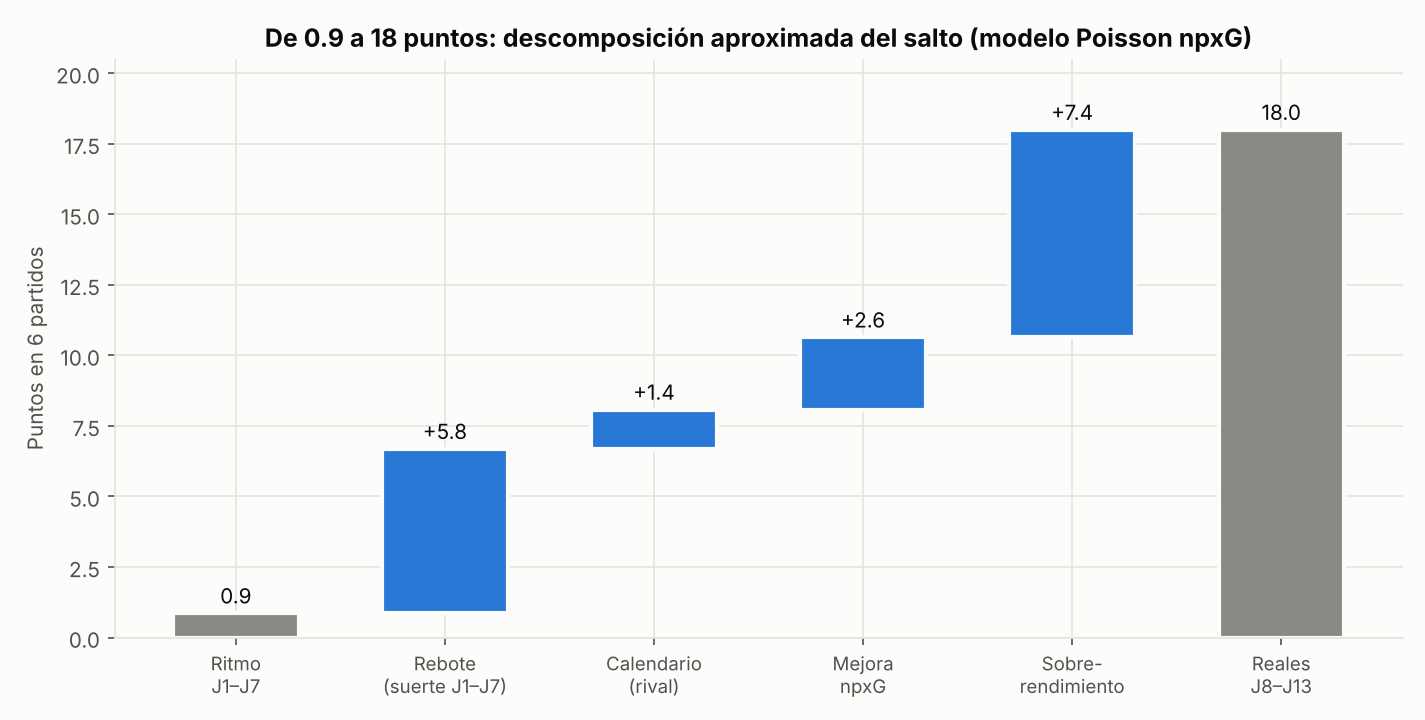 De 0.9 a 18 puntos: descomposición aproximada del salto (modelo Poisson npxG)
Puntos en 6 partidos
20.0
17.5
15.0
12.5
10.0
7.5
5.0
2.5
0.0
0.9
+5.8
+1.4
+2.6
+7.4
18.0
Ritmo
J1–J7
Rebote
(suerte J1–J7)
Calendario
(rival)
Mejora
npxG
Sobre-
rendimiento
Reales
J8–J13